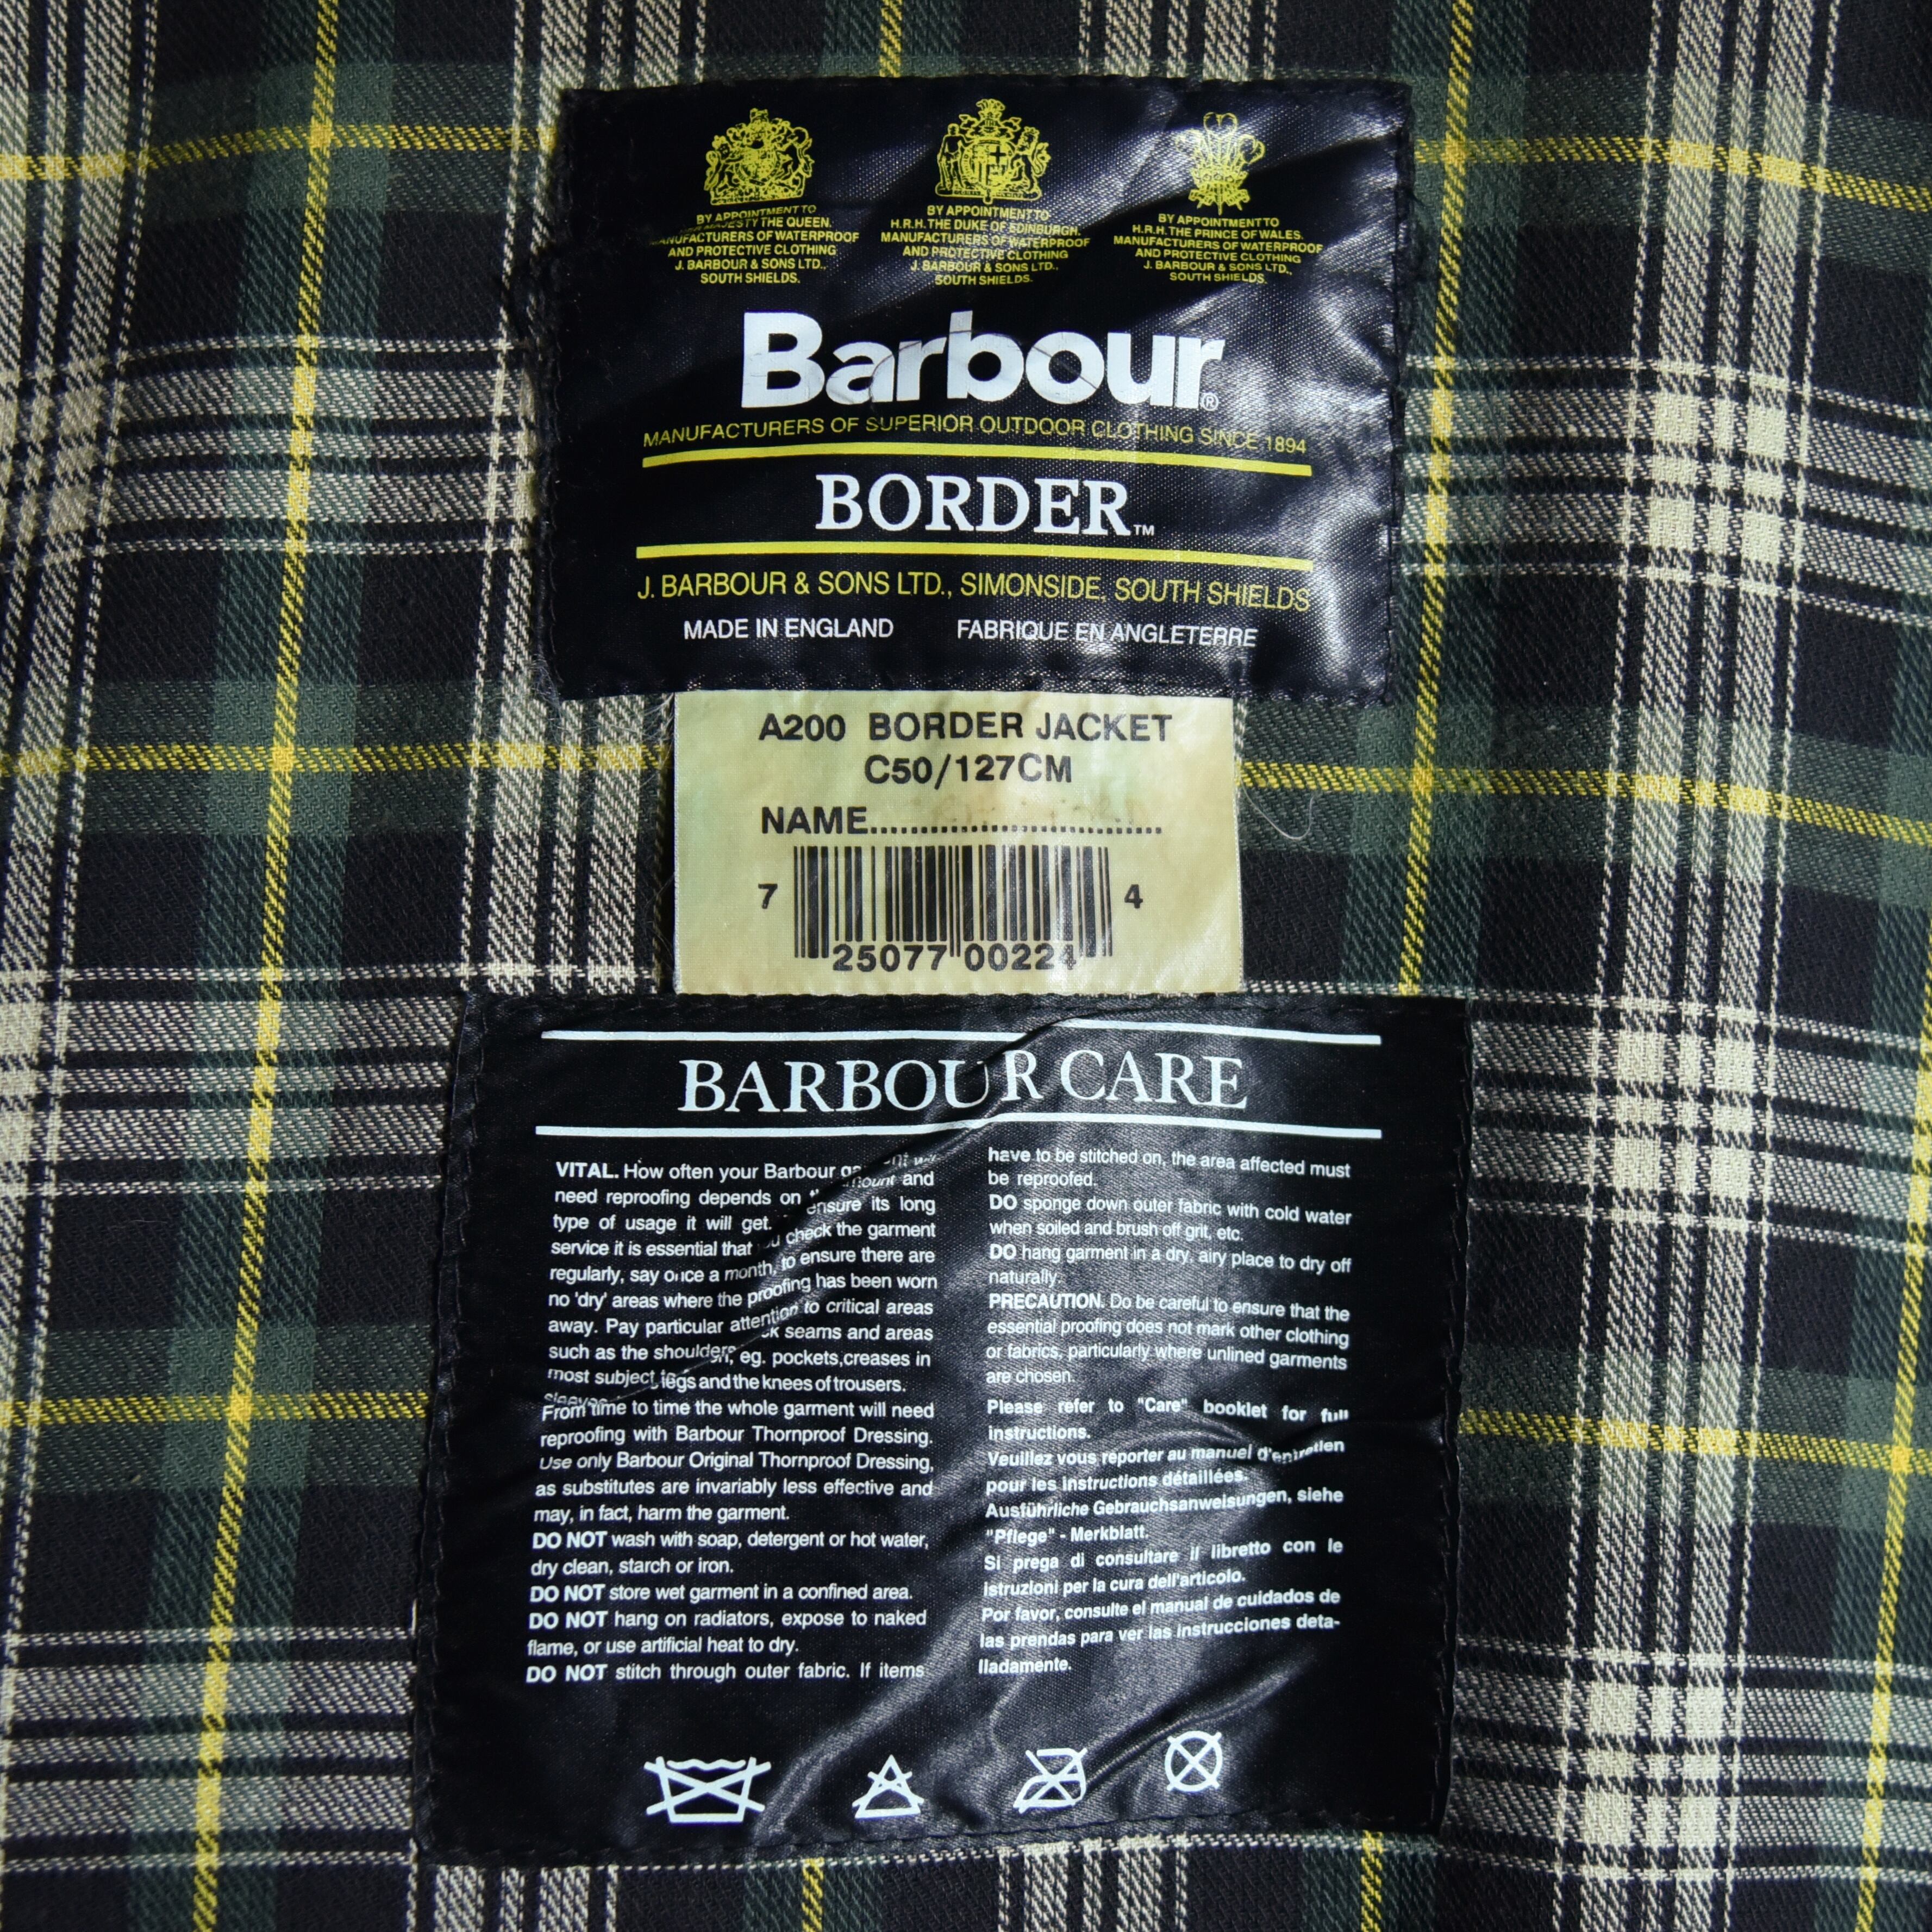 BY APPOINTMENT TO
HER MAJESTY THE QUEEN.
MANUFACTURERS OF WATERPROOF
AND PROTECTIVE CLOTHING
J. BARBOUR & SONS LTD.,
SOUTH SHIELDS.
BY APPOINTMENT TO
H.R.H. THE DUKE OF EDINBURGH.
MANUFACTURERS OF WATERPROOF
AND PROTECTIVE CLOTHING
J. BARBOUR & SONS LTD.,
SOUTH SHIELDS.
BY APPOINTMENT TO
H.R.H. THE PRINCE OF WALES.
MANUFACTURERS OF WATERPROOF
AND PROTECTIVE CLOTHING
J. BARBOUR & SONS LTD.,
SOUTH SHIELDS.
Barbour®
MANUFACTURERS OF SUPERIOR OUTDOOR CLOTHING SINCE 1894
BORDER™
J. BARBOUR & SONS LTD., SIMONSIDE, SOUTH SHIELDS
MADE IN ENGLAND FABRIQUE EN ANGLETERRE
A200 BORDER JACKET
C50/127CM
NAME..............................
7 25077 00224 4
BARBOUR CARE
VITAL. How often your Barbour
need reproofing depends on amount and
type of usage it will get. ensure its long
service it is essential that you check the garment
regularly, say once a month, to ensure there are
no 'dry' areas where the proofing has been worn
away. Pay particular attention to critical areas
such as the shoulders, seams and areas
most subject eg. pockets,creases in
sleeves legs and the knees of trousers.
From time to time the whole garment will need
reproofing with Barbour Thornproof Dressing.
Use only Barbour Original Thornproof Dressing,
as substitutes are invariably less effective and
may, in fact, harm the garment.
DO NOT wash with soap, detergent or hot water,
dry clean, starch or iron.
DO NOT store wet garment in a confined area.
DO NOT hang on radiators, expose to naked
flame, or use artificial heat to dry.
DO NOT stitch through outer fabric. If items
have to be stitched on, the area affected must
be reproofed.
DO sponge down outer fabric with cold water
when soiled and brush off grit, etc.
DO hang garment in a dry, airy place to dry off
naturally.
PRECAUTION. Do be careful to ensure that the
essential proofing does not mark other clothing
or fabrics, particularly where unlined garments
are chosen.
Please refer to "Care" booklet for full
instructions.
Veuillez vous reporter au manuel d'entretien
pour les instructions détaillées.
Ausführliche Gebrauchsanweisungen, siehe
"Pflege" - Merkblatt.
Si prega di consultare il libretto con le
istruzioni per la cura dell'articolo.
Por favor, consulte el manual de cuidados de
las prendas para ver las instrucciones deta-
lladamente.